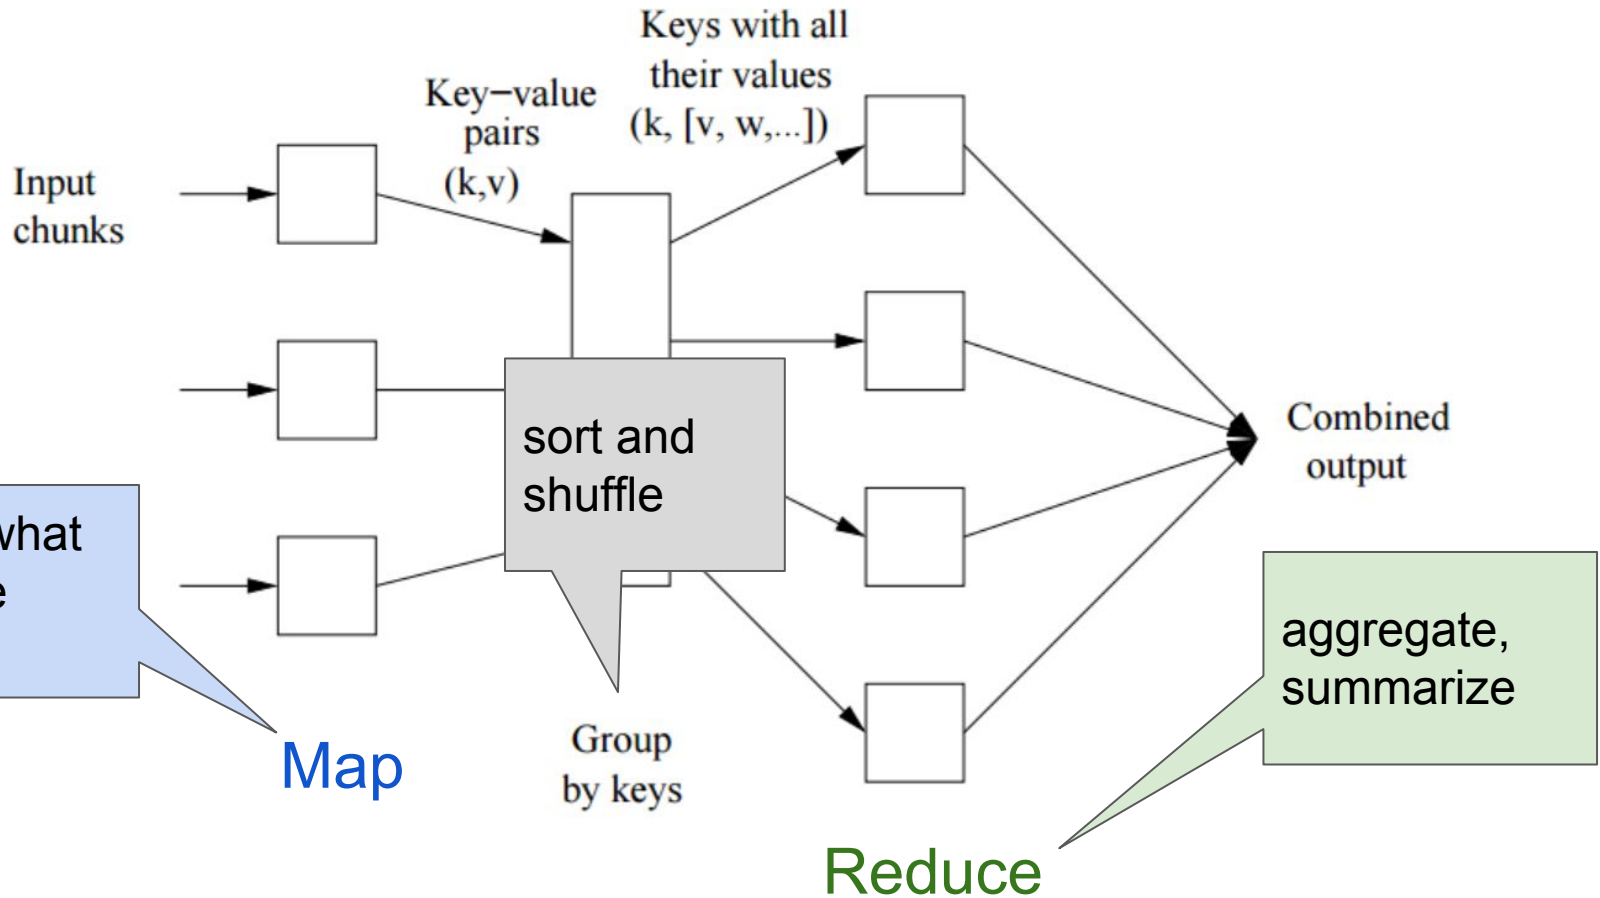 Keys with all
their values
(k, [v, w,...])
Key−value
pairs
(k,v)
Input
chunks
sort and
shuffle
Combined
output
what
aggregate,
summarize
Map
Group
by keys
Reduce